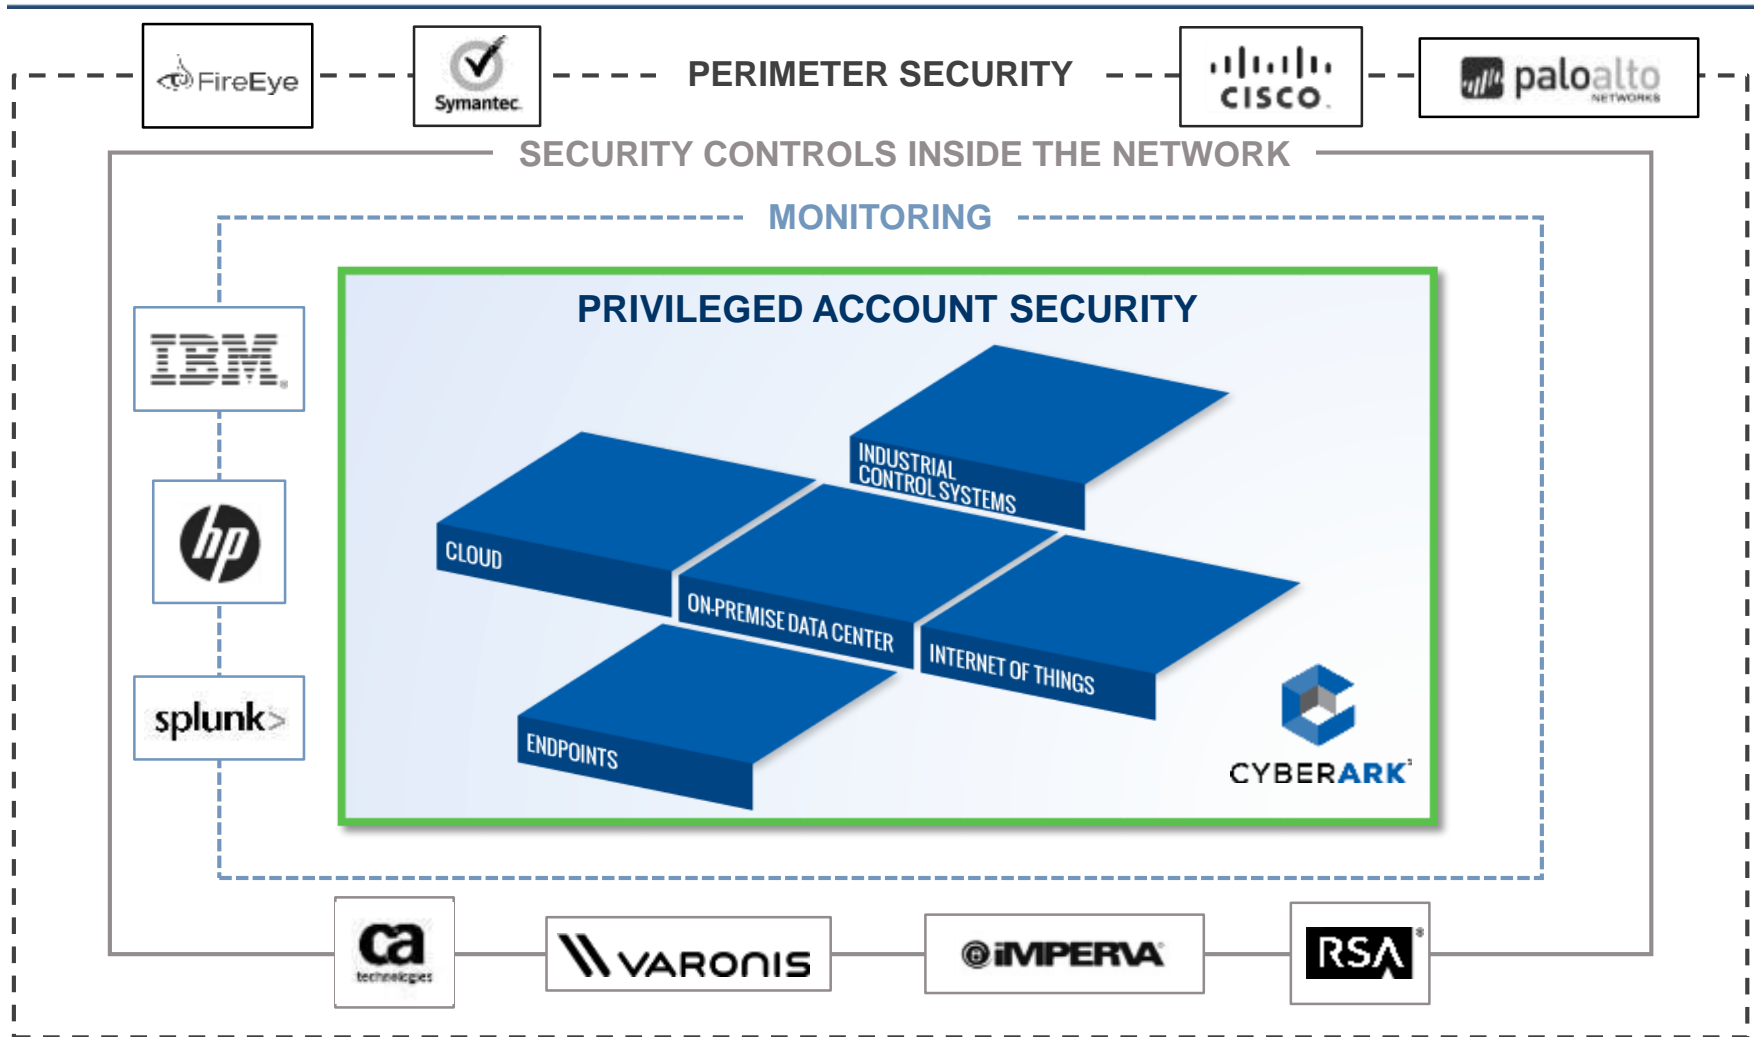 FireEye
Symantec.
PERIMETER SECURITY
CISCO.
paloalto
NETWORKS
SECURITY CONTROLS INSIDE THE NETWORK
MONITORING
PRIVILEGED ACCOUNT SECURITY
IBM®
INDUSTRIAL
CONTROL SYSTEMS
hp
CLOUD
ON-PREMISE DATA CENTER
INTERNET OF THINGS
splunk>
ENDPOINTS
CYBERARK
ca
technologies
VARONIS
iMPERVA
RSA®